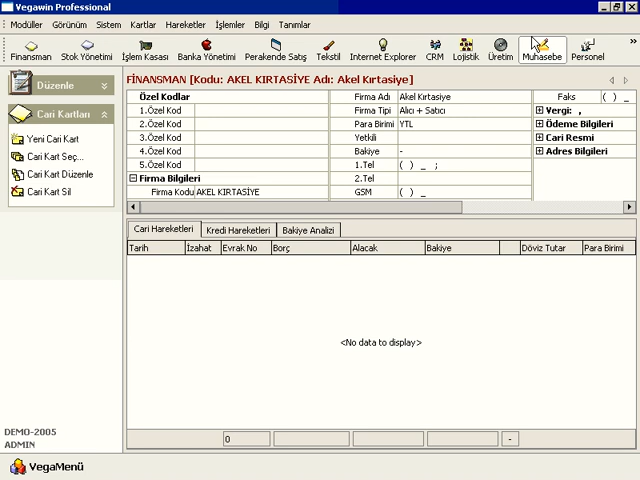 Vegawin Professional
Modüller Görünüm Sistem Kartlar Hareketler İşlemler Bilgi Tanımlar
Finansman Stok Yönetimi İşlem Kasası Banka Yönetimi Perakende Satış Tekstil Internet Explorer CRM Lojistik Üretim Muhasebe Personel
Düzenle
Cari Kartları
Yeni Cari Kart
Cari Kart Seç...
Cari Kart Düzenle
Cari Kart Sil
FİNANSMAN [Kodu: AKEL KIRTASİYE Adı: Akel Kırtasiye]
Özel Kodlar Firma Adı Akel Kırtasiye Faks ( ) _
1.Özel Kod Firma Tipi Alıcı + Satıcı Vergi: ,
2.Özel Kod Para Birimi YTL Ödeme Bilgileri
3.Özel Kod Yetkili Cari Resmi
4.Özel Kod Bakiye - Adres Bilgileri
5.Özel Kod 1.Tel ( ) _ ;
Firma Bilgileri 2.Tel
Firma Kodu AKEL KIRTASİYE GSM ( ) _
Cari Hareketleri Kredi Hareketleri Bakiye Analizi
Tarih İzahat Evrak No Borç Alacak Bakiye Döviz Tutar Para Birimi
<No data to display>
0 -
DEMO-2005
ADMIN
VegaMenü